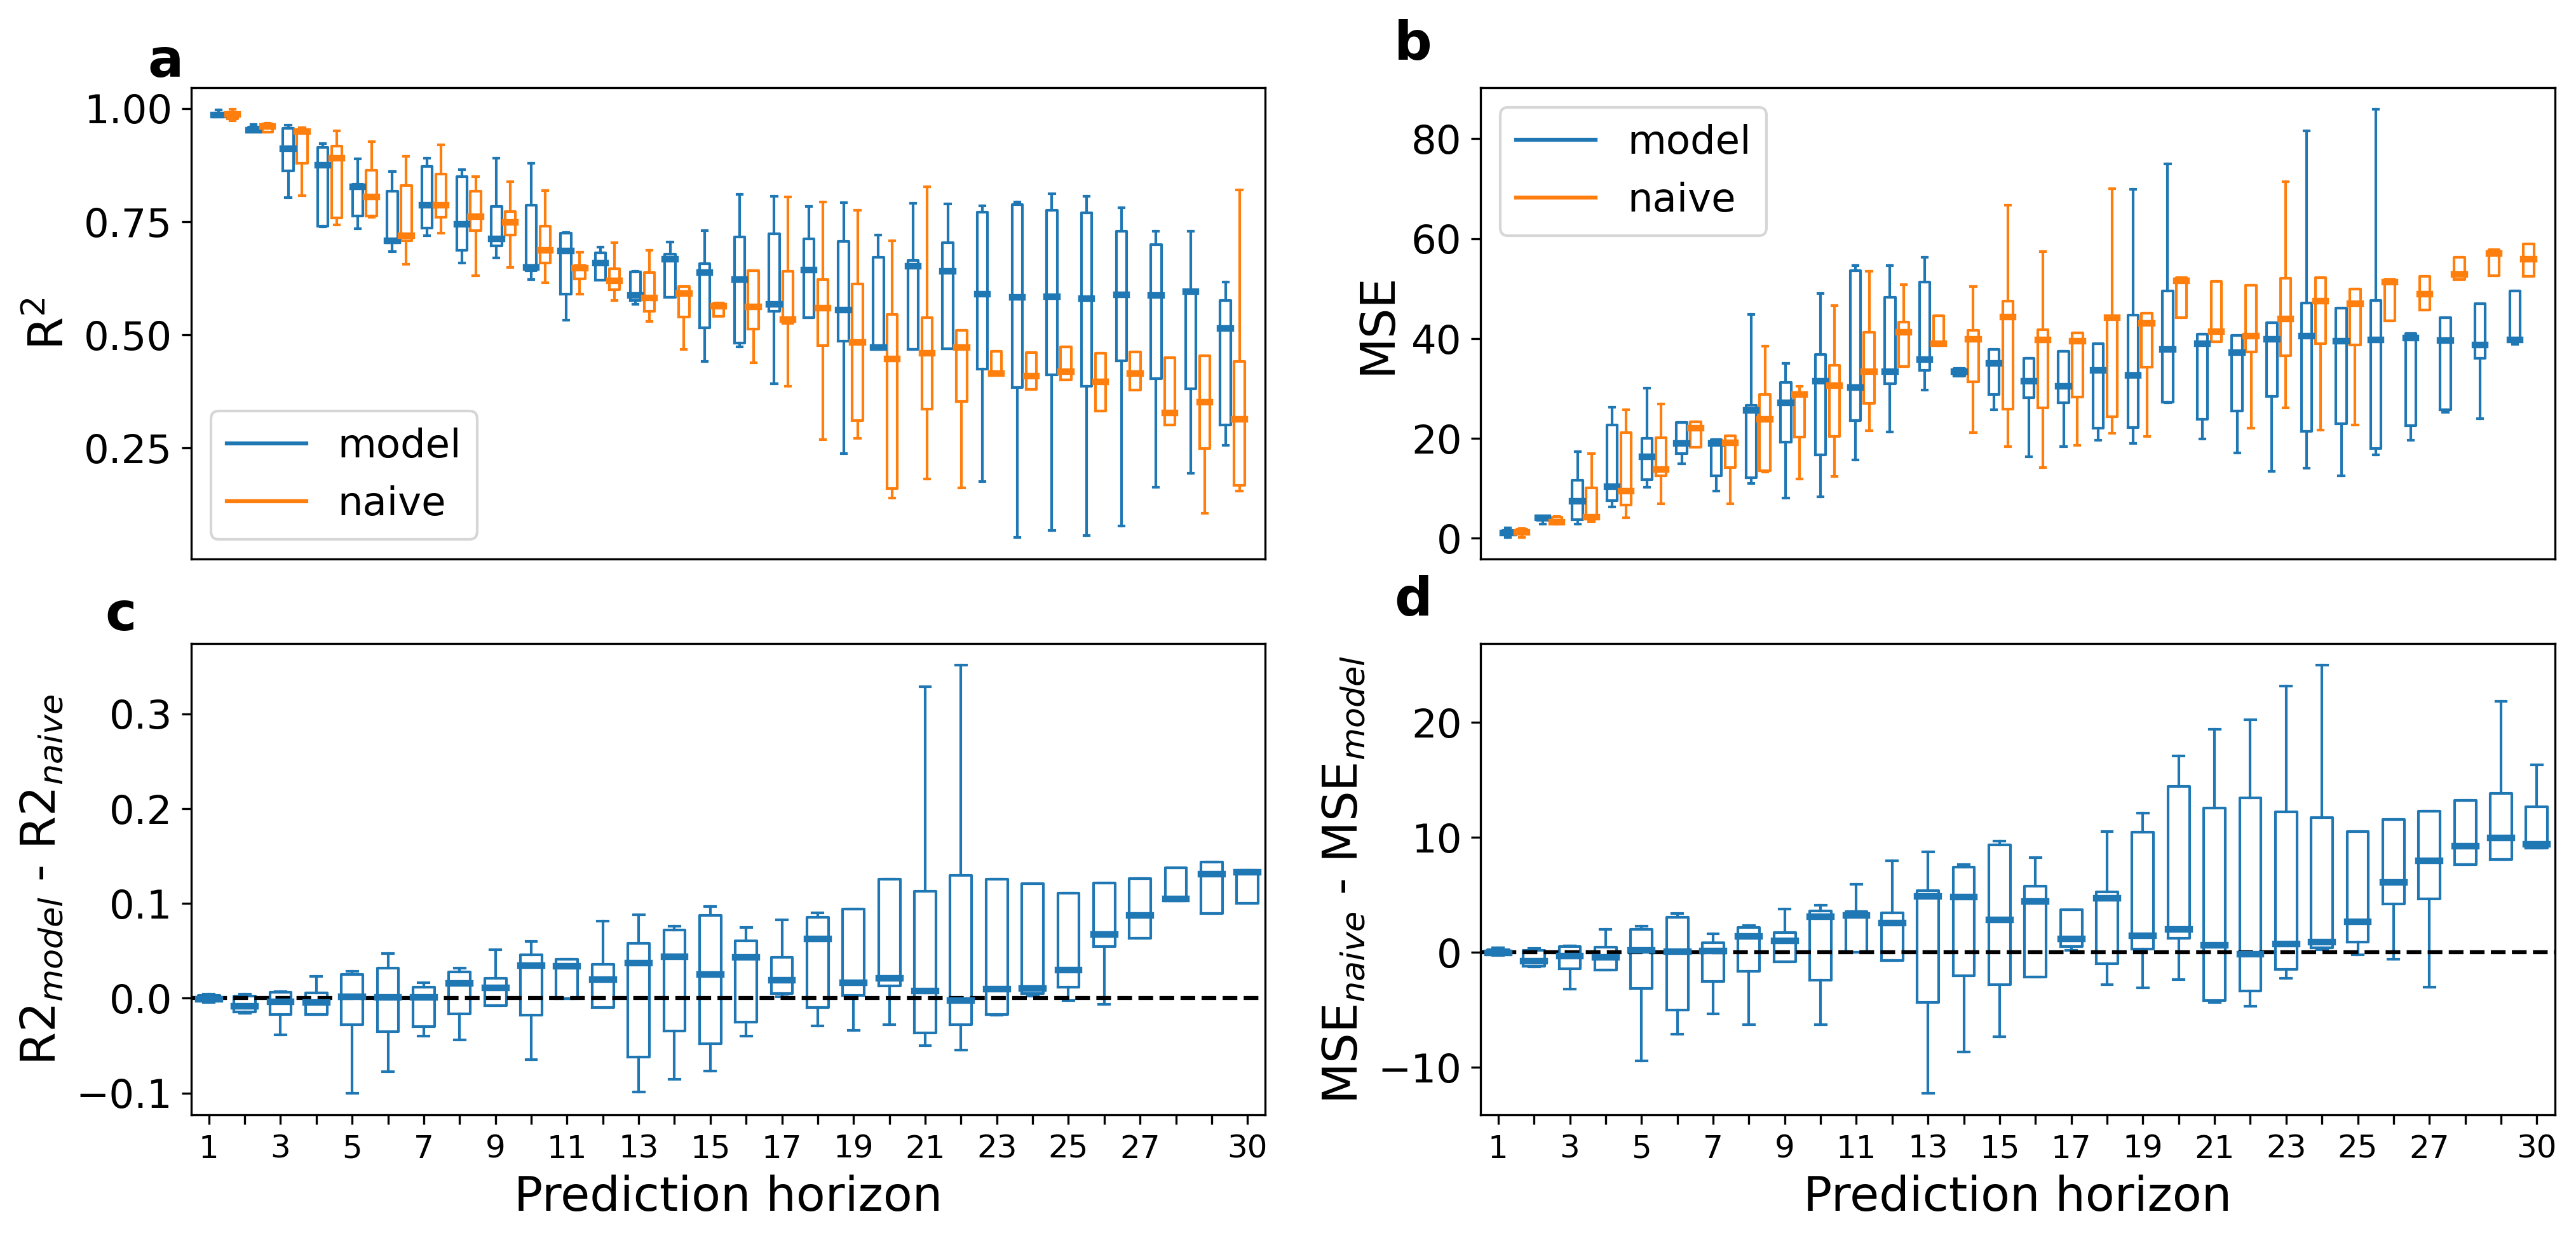 a
1.00
0.75
0.50
0.25
R²
model
naive
b
80
60
40
20
0
MSE
model
naive
c
0.3
0.2
0.1
0.0
−0.1
R2model - R2naive
1 3 5 7 9 11 13 15 17 19 21 23 25 27 30
Prediction horizon
d
20
10
0
−10
MSEnaive - MSEmodel
1 3 5 7 9 11 13 15 17 19 21 23 25 27 30
Prediction horizon